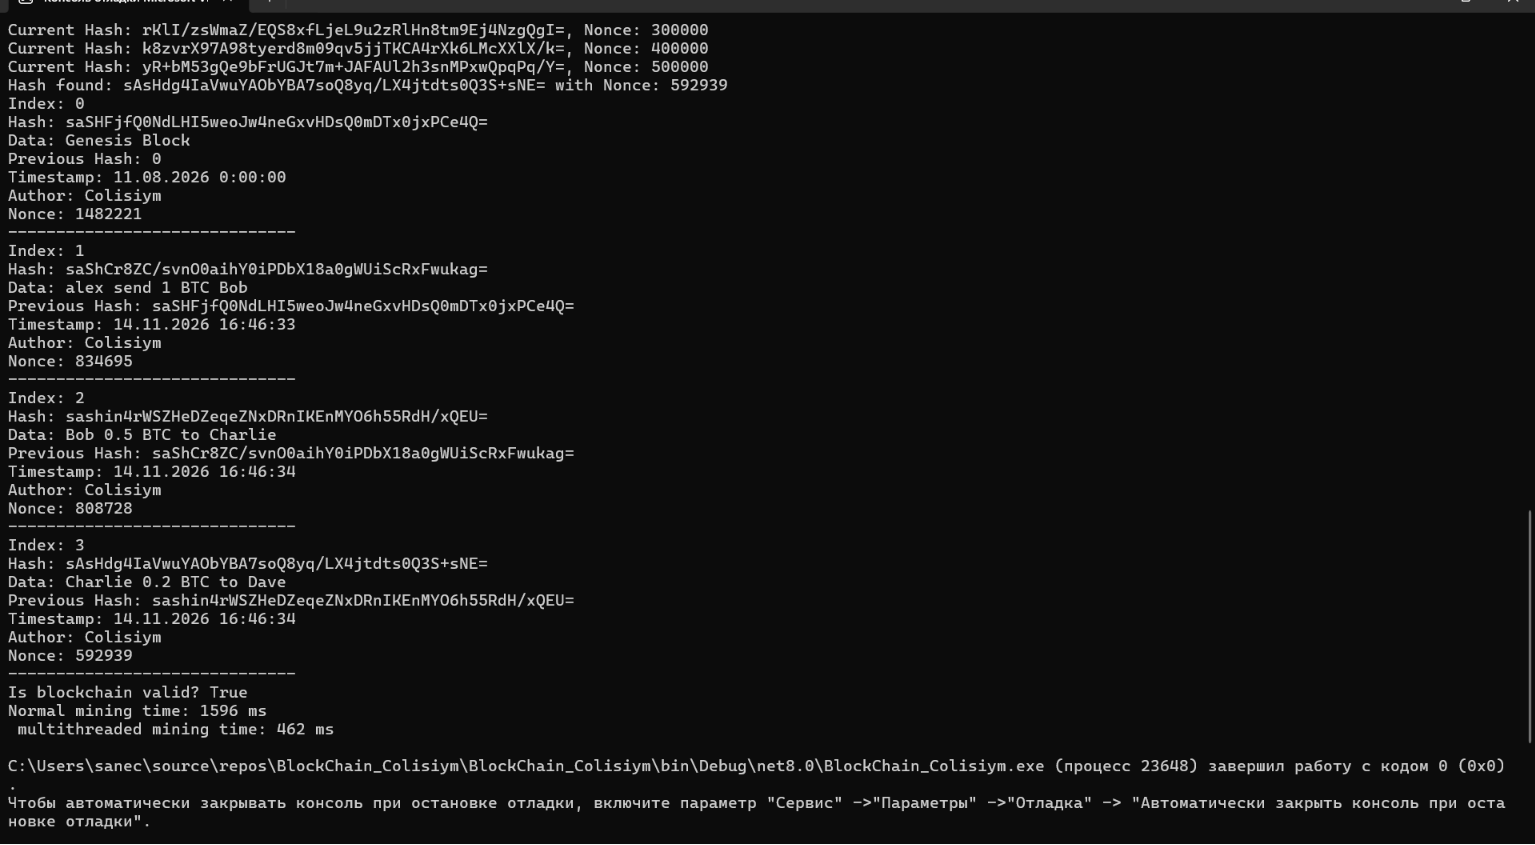 Current Hash: rKlI/zsWmaZ/EQS8xfLjeL9u2zRlHn8tm9Ej4NzgQgI=, Nonce: 300000
Current Hash: k8zvrX97A98tyerd8m09qv5jjTKCA4rXk6LMcXXlX/k=, Nonce: 400000
Current Hash: yR+bM53gQe9bFrUGJt7m+JAFAUl2h3snMPxwQpqPq/Y=, Nonce: 500000
Hash found: sAsHdg4IaVwuYAObYBA7soQ8yq/LX4jtdts0Q3S+sNE= with Nonce: 592939
Index: 0
Hash: saSHFjfQ0NdLHI5weoJw4neGxvHDsQ0mDTx0jxPCe4Q=
Data: Genesis Block
Previous Hash: 0
Timestamp: 11.08.2026 0:00:00
Author: Colisiym
Nonce: 1482221
------------------------------
Index: 1
Hash: saShCr8ZC/svnO0aihY0iPDbX18a0gWUiScRxFwukag=
Data: alex send 1 BTC Bob
Previous Hash: saSHFjfQ0NdLHI5weoJw4neGxvHDsQ0mDTx0jxPCe4Q=
Timestamp: 14.11.2026 16:46:33
Author: Colisiym
Nonce: 834695
------------------------------
Index: 2
Hash: sashin4rWSZHeDZeqeZNxDRnIKEnMYO6h55RdH/xQEU=
Data: Bob 0.5 BTC to Charlie
Previous Hash: saShCr8ZC/svnO0aihY0iPDbX18a0gWUiScRxFwukag=
Timestamp: 14.11.2026 16:46:34
Author: Colisiym
Nonce: 808728
------------------------------
Index: 3
Hash: sAsHdg4IaVwuYAObYBA7soQ8yq/LX4jtdts0Q3S+sNE=
Data: Charlie 0.2 BTC to Dave
Previous Hash: sashin4rWSZHeDZeqeZNxDRnIKEnMYO6h55RdH/xQEU=
Timestamp: 14.11.2026 16:46:34
Author: Colisiym
Nonce: 592939
------------------------------
Is blockchain valid? True
Normal mining time: 1596 ms
 multithreaded mining time: 462 ms
C:\Users\sanec\source\repos\BlockChain_Colisiym\BlockChain_Colisiym\bin\Debug\net8.0\BlockChain_Colisiym.exe (процесс 23648) завершил работу с кодом 0 (0x0)
.
Чтобы автоматически закрывать консоль при остановке отладки, включите параметр "Сервис" ->"Параметры" ->"Отладка" -> "Автоматически закрыть консоль при оста
новке отладки".